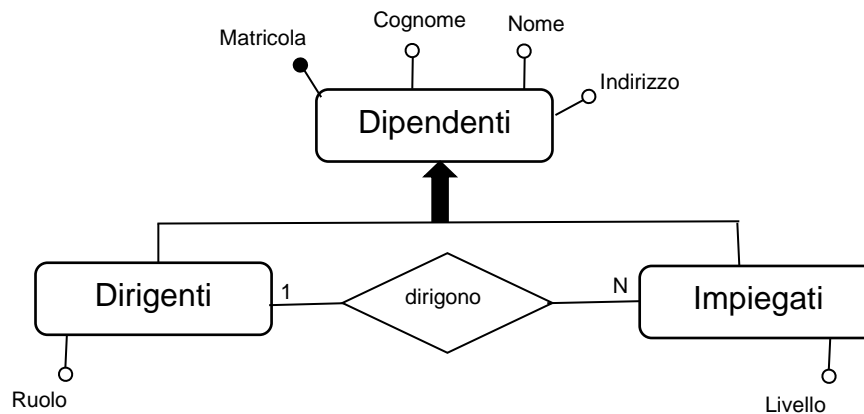 Cognome
Nome
Matricola
Indirizzo
Dipendenti
Dirigenti
1
dirigono
N
Impiegati
Ruolo
Livello